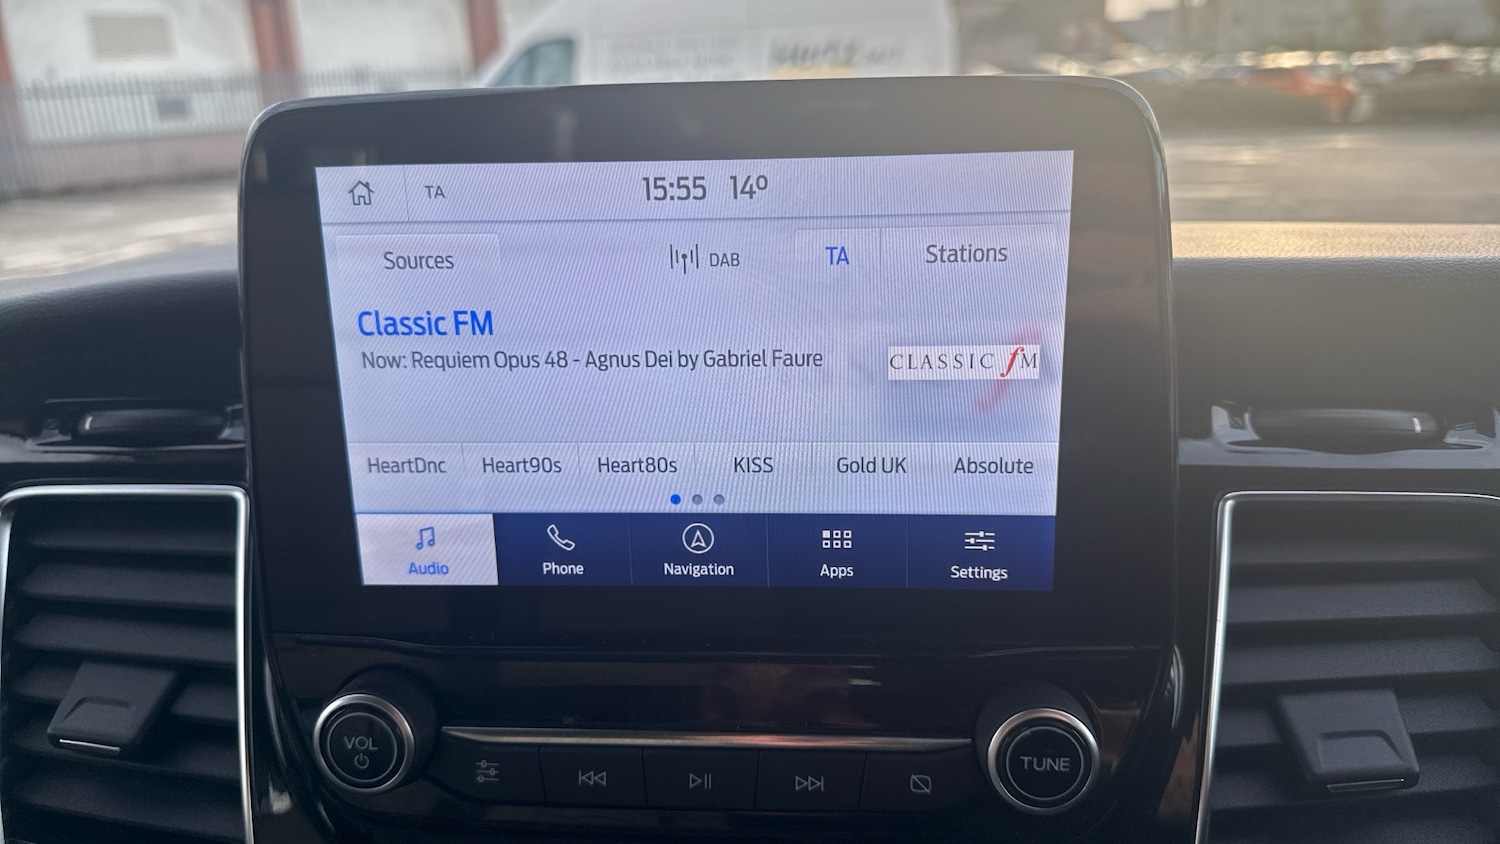 TA 15:55 14º
Sources DAB TA Stations
Classic FM
Now: Requiem Opus 48 - Agnus Dei by Gabriel Faure
CLASSIC fM
HeartDnc Heart90s Heart80s KISS Gold UK Absolute
Audio Phone Navigation Apps Settings
VOL
TUNE